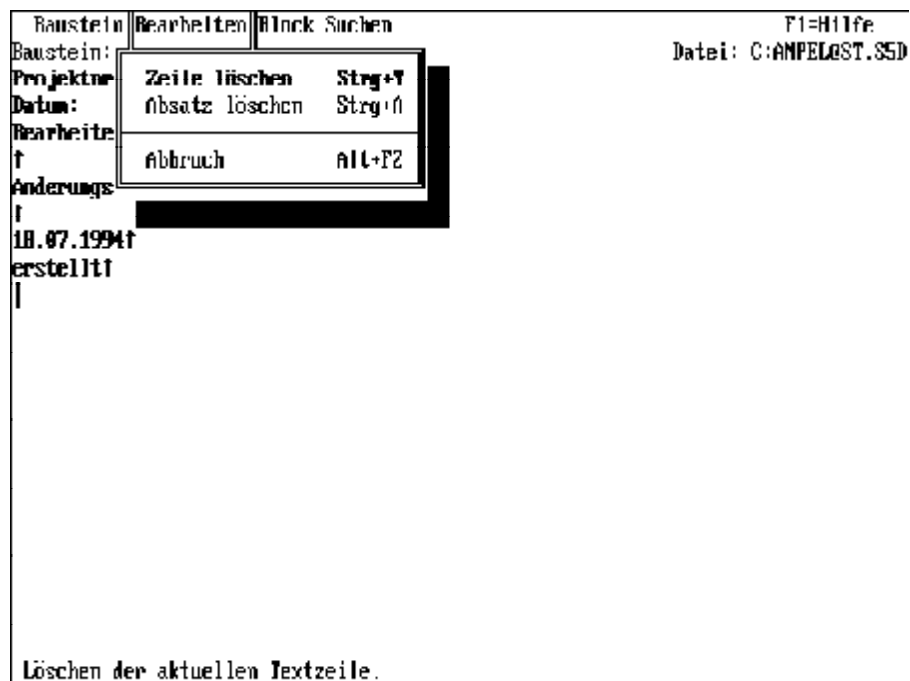 Baustein Bearbeiten Block Suchen F1=Hilfe
Baustein: Datei: C:AMPEL@ST.S5D
Projektnr Zeile löschen Strg+Y
Datum: Absatz löschen Strg+A
Bearbeite
↑ Abbruch Alt+F2
Änderungs
↑
18.07.1994↑
erstellt↑
Löschen der aktuellen Textzeile.